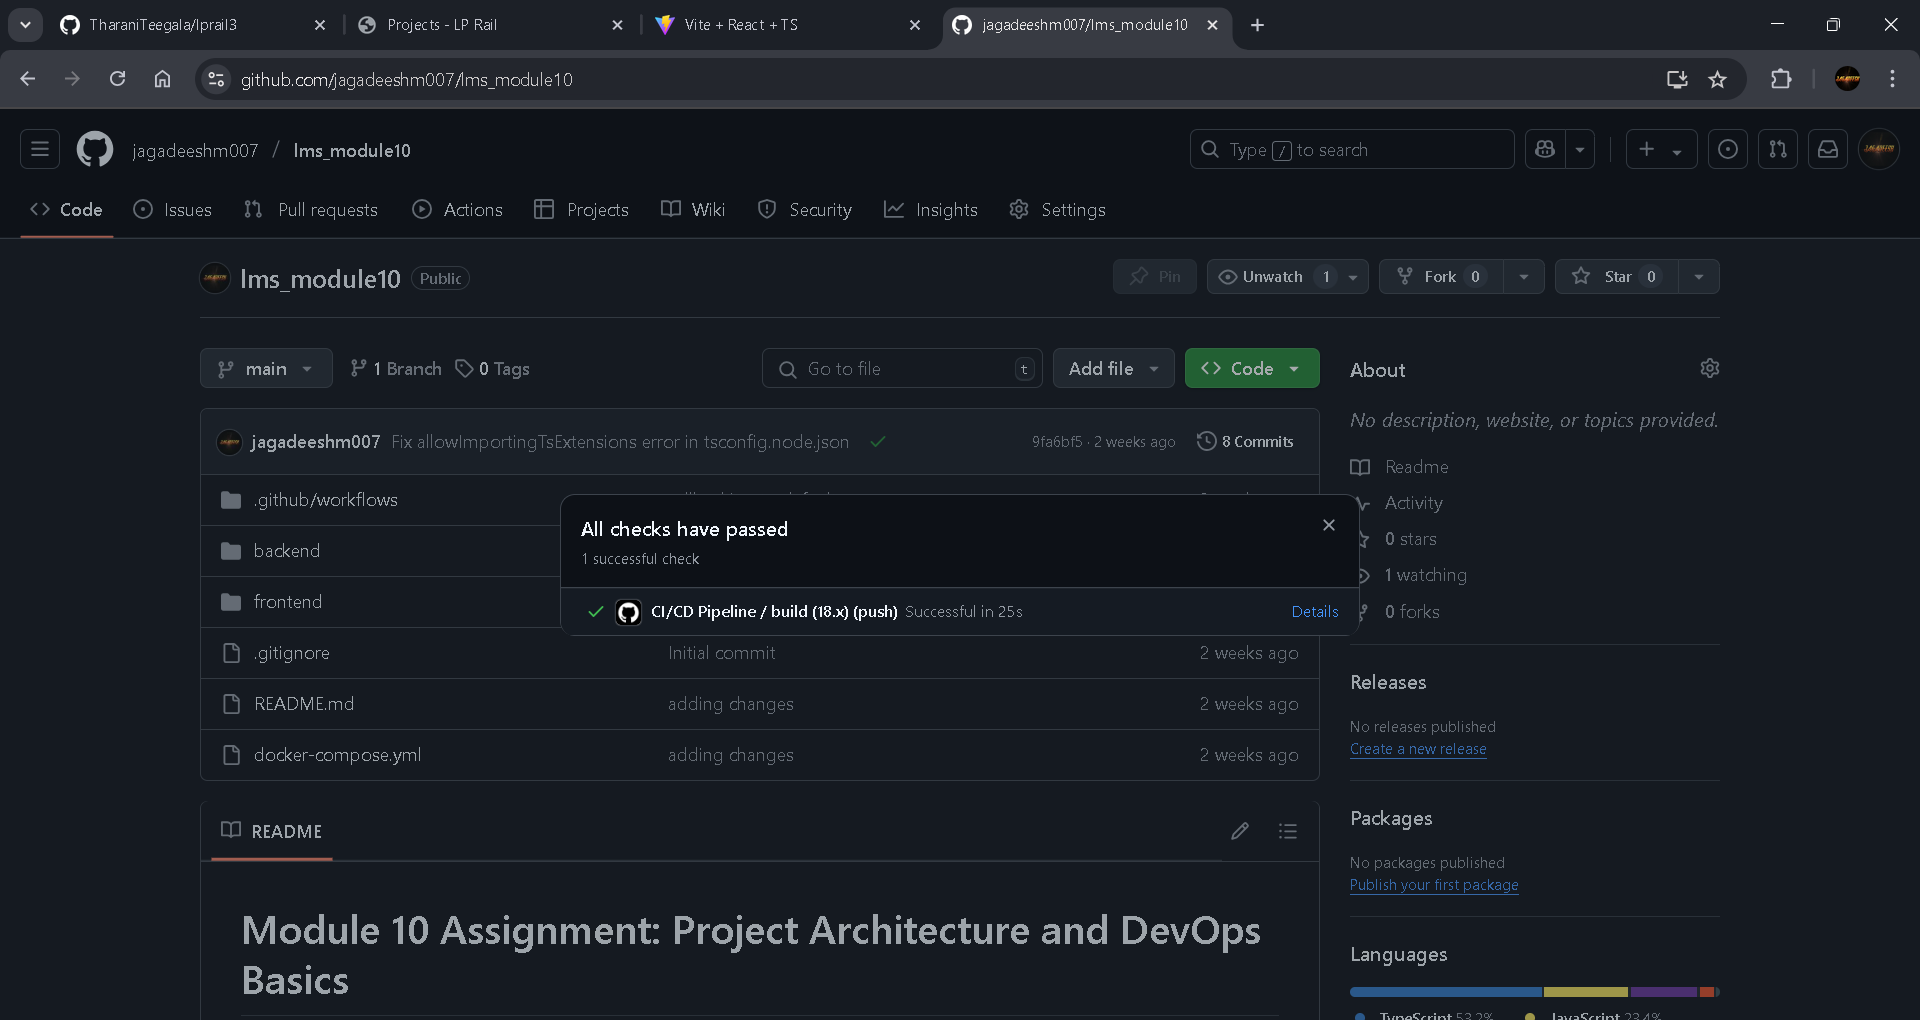 TharaniTeegala/lprail3
Projects - LP Rail
Vite + React + TS
jagadeeshm007/lms_module10
github.com/jagadeeshm007/lms_module10
jagadeeshm007 / lms_module10
Type / to search
Code
Issues
Pull requests
Actions
Projects
Wiki
Security
Insights
Settings
lms_module10
Public
Pin
Unwatch 1
Fork 0
Star 0
main
1 Branch
0 Tags
Go to file
t
Add file
Code
jagadeeshm007 Fix allowImportingTsExtensions error in tsconfig.node.json
9fa6bf5 · 2 weeks ago
8 Commits
.github/workflows
backend
frontend
All checks have passed
1 successful check
CI/CD Pipeline / build (18.x) (push) Successful in 25s
Details
.gitignore
Initial commit
2 weeks ago
README.md
adding changes
2 weeks ago
docker-compose.yml
adding changes
2 weeks ago
README
Module 10 Assignment: Project Architecture and DevOps
Basics
About
No description, website, or topics provided.
Readme
Activity
0 stars
1 watching
0 forks
Releases
No releases published
Create a new release
Packages
No packages published
Publish your first package
Languages
TypeScript 53.2%
JavaScript 23.4%